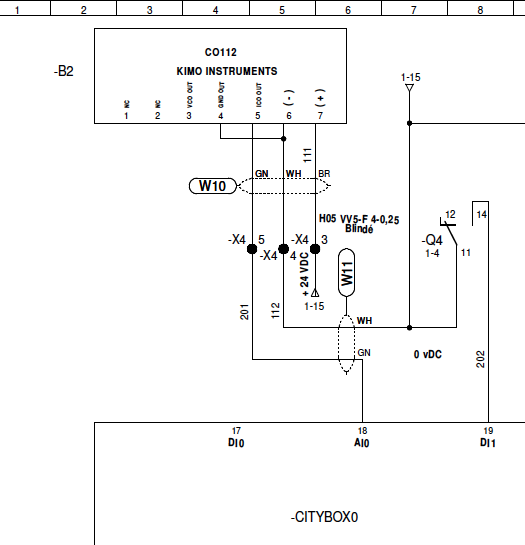 1 2 3 4 5 6 7 8
CO112
-B2
KIMO INSTRUMENTS
1-15
NC NC VCO OUT GND OUT ICO OUT (-) (+)
1 2 3 4 5 6 7
111
GN WH BR
W10
H05 VV5-F 4-0,25
Blindé
12 14
-X4 5 -X4 3
-Q4
-X4 4
1-4 11
+ 24 VDC
W11
1-15
201 112
WH
GN
0 vDC
202
17 18 19
DI0 AI0 DI1
-CITYBOX0